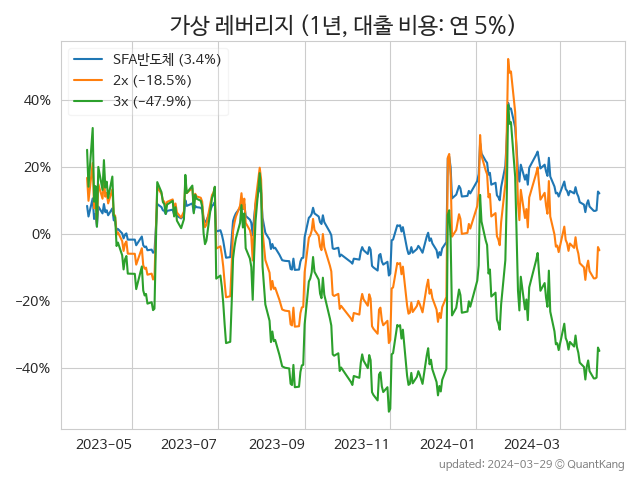 가상 레버리지 (1년, 대출 비용: 연 5%)
SFA반도체 (3.4%)
2x (−18.5%)
3x (−47.9%)
40%
20%
0%
−20%
−40%
2023-05 2023-07 2023-09 2023-11 2024-01 2024-03
updated: 2024-03-29 © QuantKang